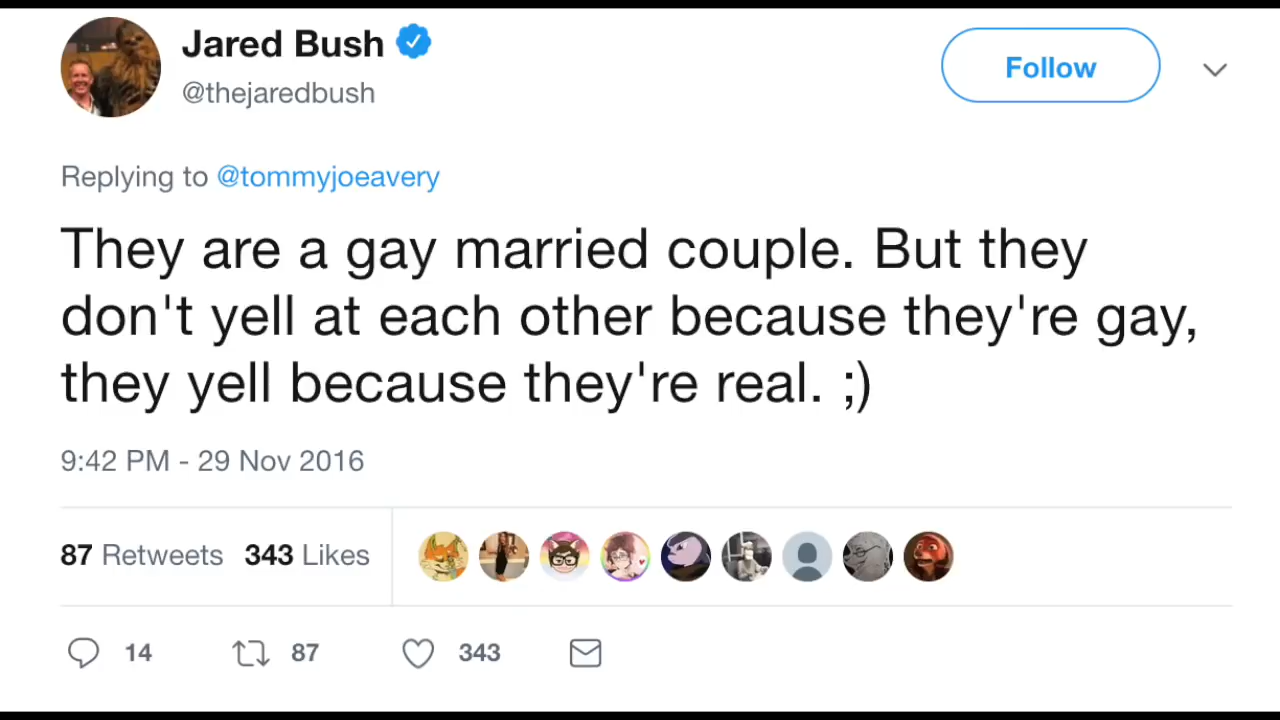 Jared Bush
@thejaredbush
Follow
Replying to @tommyjoeavery
They are a gay married couple. But they
don't yell at each other because they're gay,
they yell because they're real. ;)
9:42 PM - 29 Nov 2016
87 Retweets 343 Likes
14 87 343